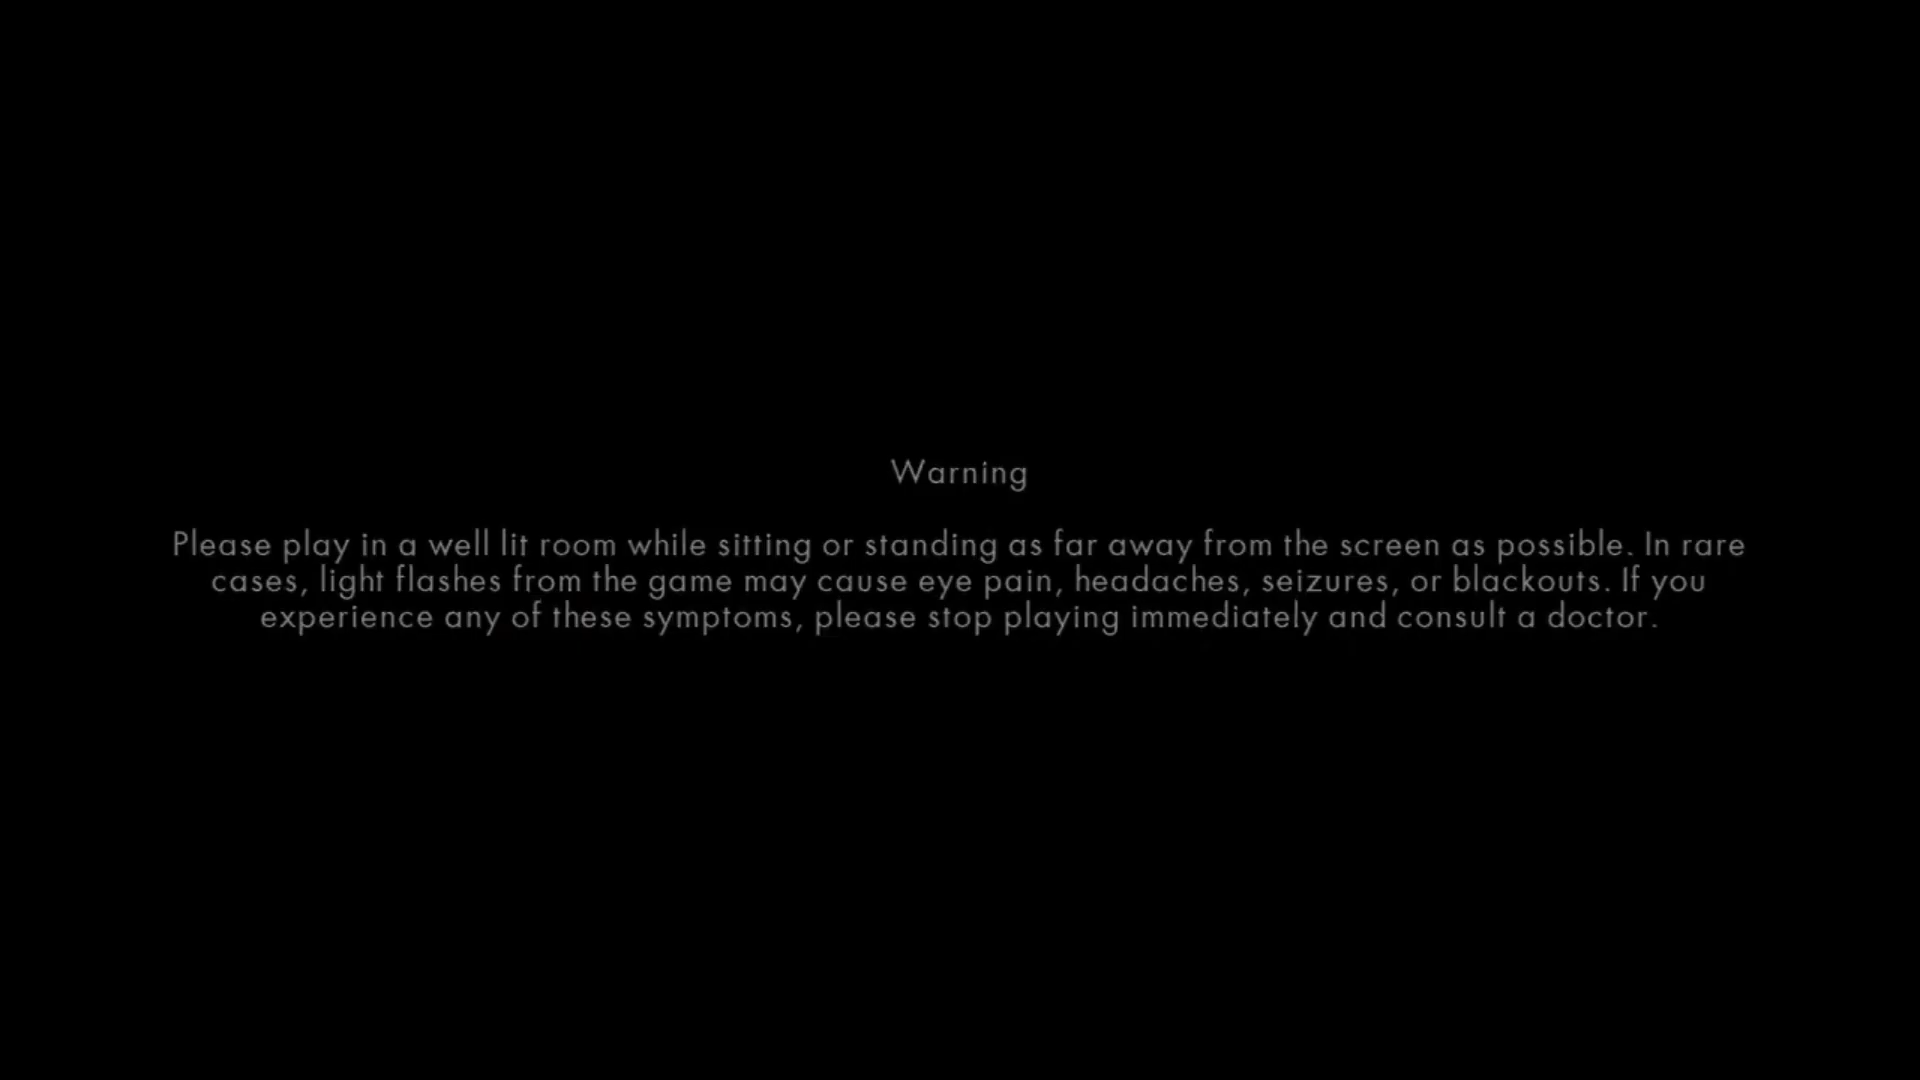 Warning
Please play in a well lit room while sitting or standing as far away from the screen as possible. In rare
cases, light flashes from the game may cause eye pain, headaches, seizures, or blackouts. If you
experience any of these symptoms, please stop playing immediately and consult a doctor.